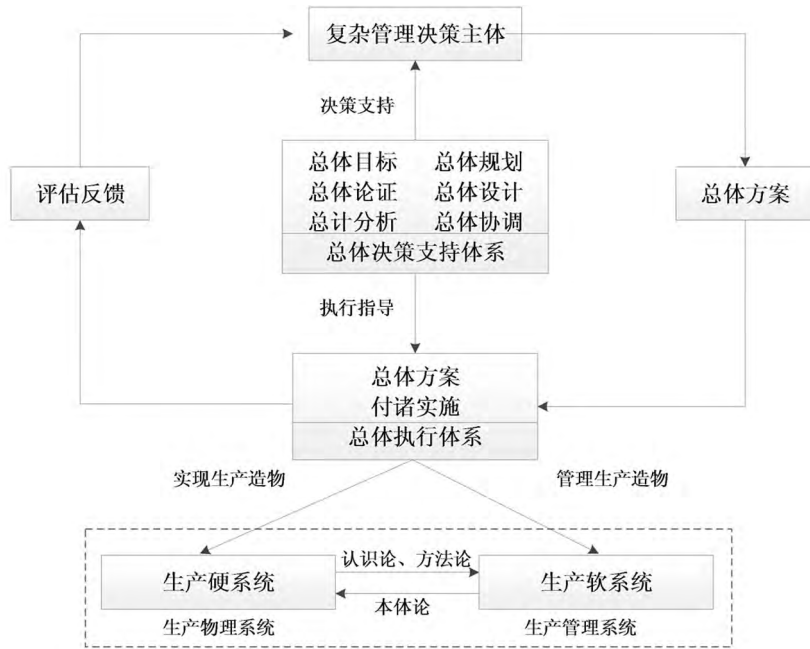 复杂管理决策主体
决策支持
总体目标 总体规划
总体论证 总体设计
总计分析 总体协调
总体决策支持体系
评估反馈
总体方案
执行指导
总体方案
付诸实施
总体执行体系
实现生产造物
管理生产造物
生产硬系统
认识论、方法论
本体论
生产软系统
生产物理系统
生产管理系统